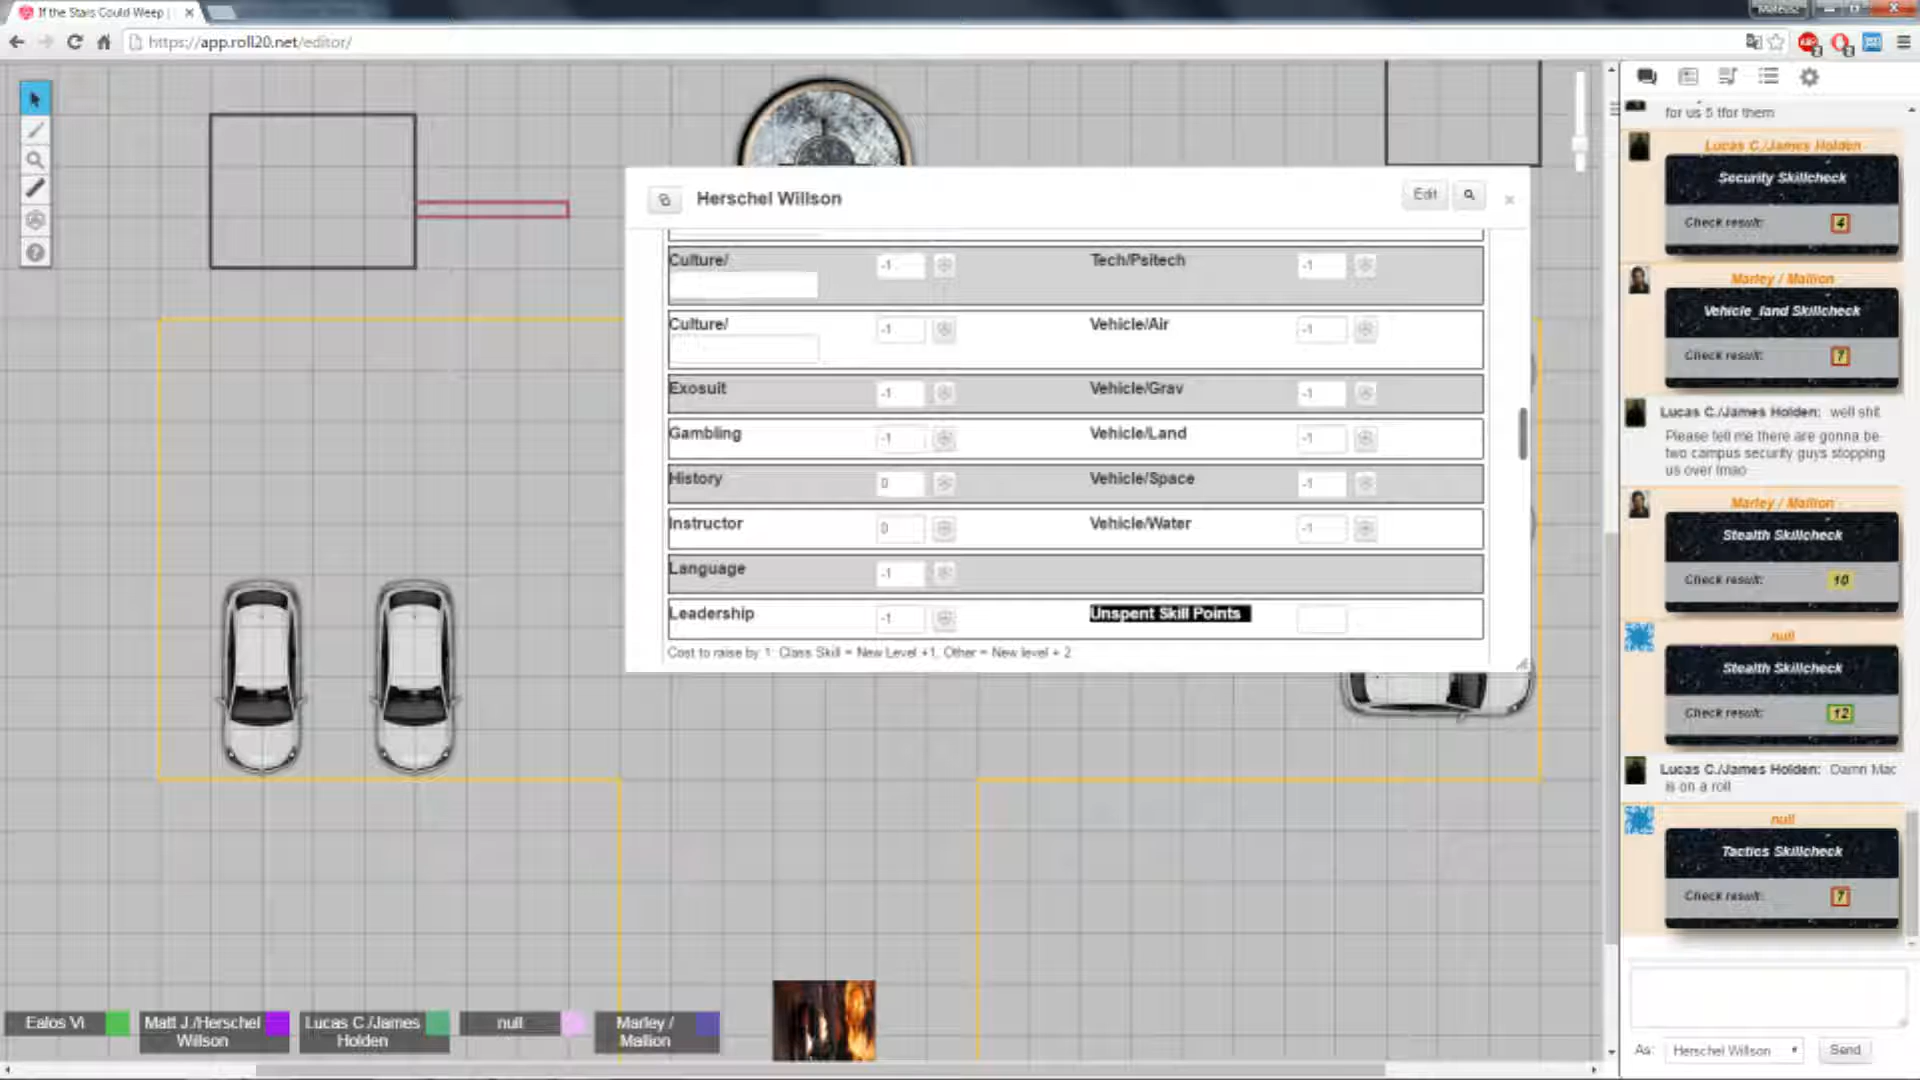 If the Stars Could Weep |
Mateusz
https://app.roll20.net/editor/
Herschel Willson
Edit
Culture/
-1
Tech/Psitech
-1
Culture/
-1
Vehicle/Air
-1
Exosuit
-1
Vehicle/Grav
-1
Gambling
-1
Vehicle/Land
-1
History
0
Vehicle/Space
-1
Instructor
0
Vehicle/Water
-1
Language
-1
Leadership
-1
Unspent Skill Points
Cost to raise by 1: Class Skill = New Level +1, Other = New level + 2
for us 5 tfor them
Lucas C./James Holden
Security Skillcheck
Check result:
4
Marley / Mallion
Vehicle_land Skillcheck
Check result:
7
Lucas C./James Holden: well shit
Please tell me there are gonna be
two campus security guys stopping
us over lmao
Marley / Mallion
Stealth Skillcheck
Check result:
10
null
Stealth Skillcheck
Check result:
12
Lucas C./James Holden: Damn Mac
is on a roll
null
Tactics Skillcheck
Check result:
7
As:
Herschel Willson
Send
Ealos VI
Matt J./Herschel
Willson
Lucas C./James
Holden
null
Marley /
Mallion